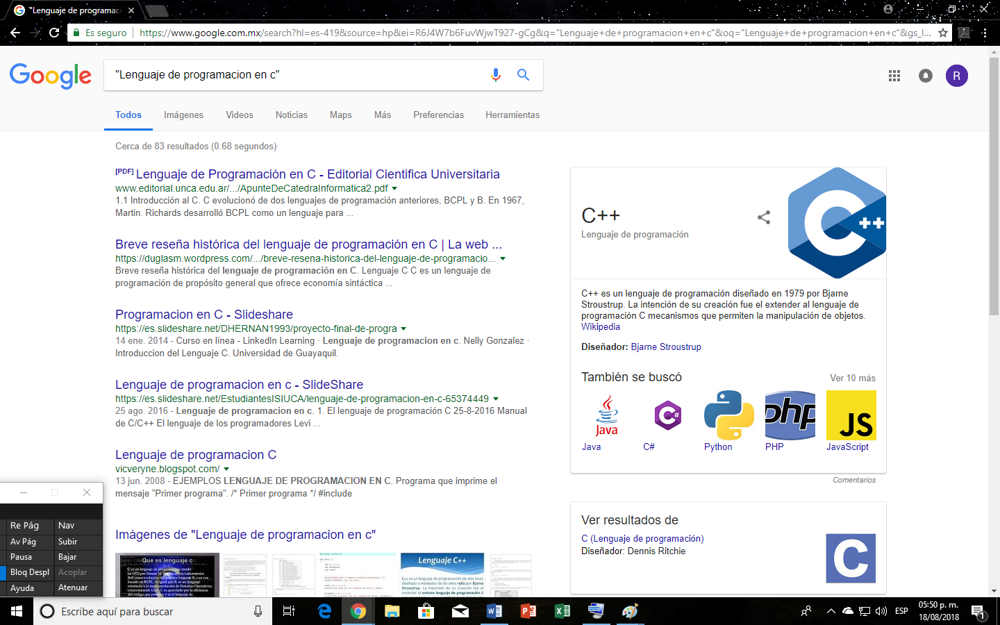 "Lenguaje de programac
Es seguro
https://www.google.com.mx/search?hl=es-419&source=hp&ei=R6J4W7b6FuvWjwT927-gCg&q="Lenguaje+de+programacion+en+c"&oq="Lenguaje+de+programacion+en+c"&gs_l...
Google
"Lenguaje de programacion en c"
R
Todos Imágenes Videos Noticias Maps Más Preferencias Herramientas
Cerca de 83 resultados (0.68 segundos)
[PDF] Lenguaje de Programación en C - Editorial Cientifica Universitaria
www.editorial.unca.edu.ar/.../ApunteDeCatedraInformatica2.pdf
1.1 Introducción al C. C evolucionó de dos lenguajes de programación anteriores, BCPL y B. En 1967,
Martin. Richards desarrolló BCPL como un lenguaje para ...
Breve reseña histórica del lenguaje de programación en C | La web ...
https://duglasm.wordpress.com/.../breve-resena-historica-del-lenguaje-de-programacio...
Breve reseña histórica del lenguaje de programación en C. Lenguaje C C es un lenguaje de
programación de propósito general que ofrece economía sintáctica ...
Programacion en C - Slideshare
https://es.slideshare.net/DHERNAN1993/proyecto-final-de-progra
14 ene. 2014 - Curso en línea - LinkedIn Learning · Lenguaje de programacion en c. Nelly Gonzalez ·
Introduccion del Lenguaje C. Universidad de Guayaquil.
Lenguaje de programacion en c - SlideShare
https://es.slideshare.net/EstudiantesISIUCA/lenguaje-de-programacion-en-c-65374449
25 ago. 2016 - Lenguaje de programacion en c. 1. El lenguaje de programación C 25-8-2016 Manual
de C/C++ El lenguaje de los programadores Levi ...
Lenguaje de programacion C
vicveryne.blogspot.com/
13 jun. 2008 - EJEMPLOS LENGUAJE DE PROGRAMACION EN C. Programa que imprime el
mensaje "Primer programa". /* Primer programa */ #include
Imágenes de "Lenguaje de programacion en c"
Que es lenguaje c
Lenguaje C++
C++
Lenguaje de programación
C ++
C++ es un lenguaje de programación diseñado en 1979 por Bjarne
Stroustrup. La intención de su creación fue el extender al lenguaje de
programación C mecanismos que permiten la manipulación de objetos.
Wikipedia
Diseñador: Bjarne Stroustrup
También se buscó Ver 10 más
Java C# php JS
Java C# Python PHP JavaScript
Comentarios
Ver resultados de
C (Lenguaje de programación)
Diseñador: Dennis Ritchie
C
Re Pág Nav
Av Pág Subir
Pausa Bajar
Bloq Despl Acoplar
Ayuda Atenuar
Escribe aquí para buscar
ESP
05:50 p. m.
18/08/2018
1